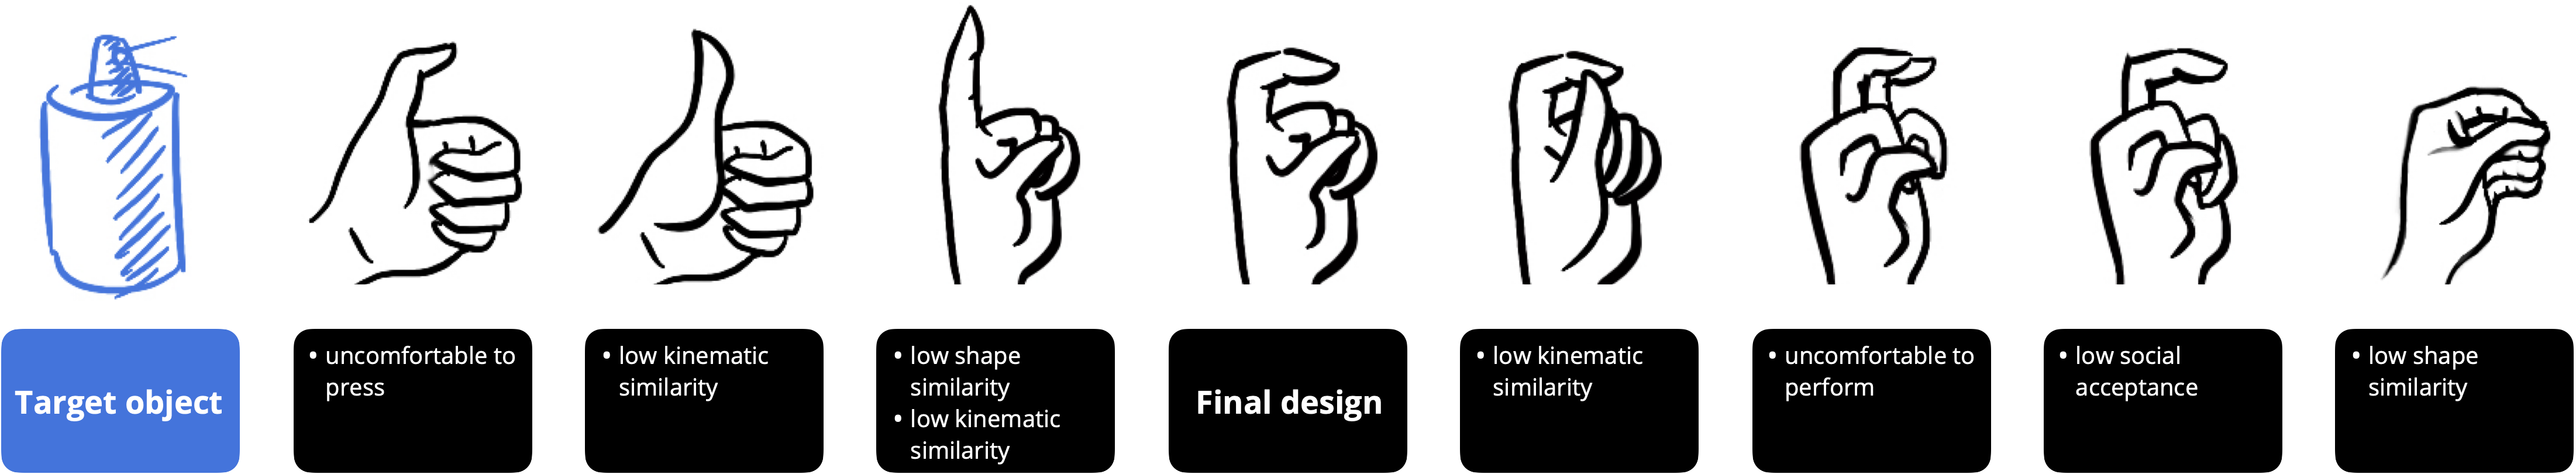 Target object
• uncomfortable to
press
• low kinematic
similarity
• low shape
similarity
• low kinematic
similarity
Final design
• low kinematic
similarity
• uncomfortable to
perform
• low social
acceptance
• low shape
similarity